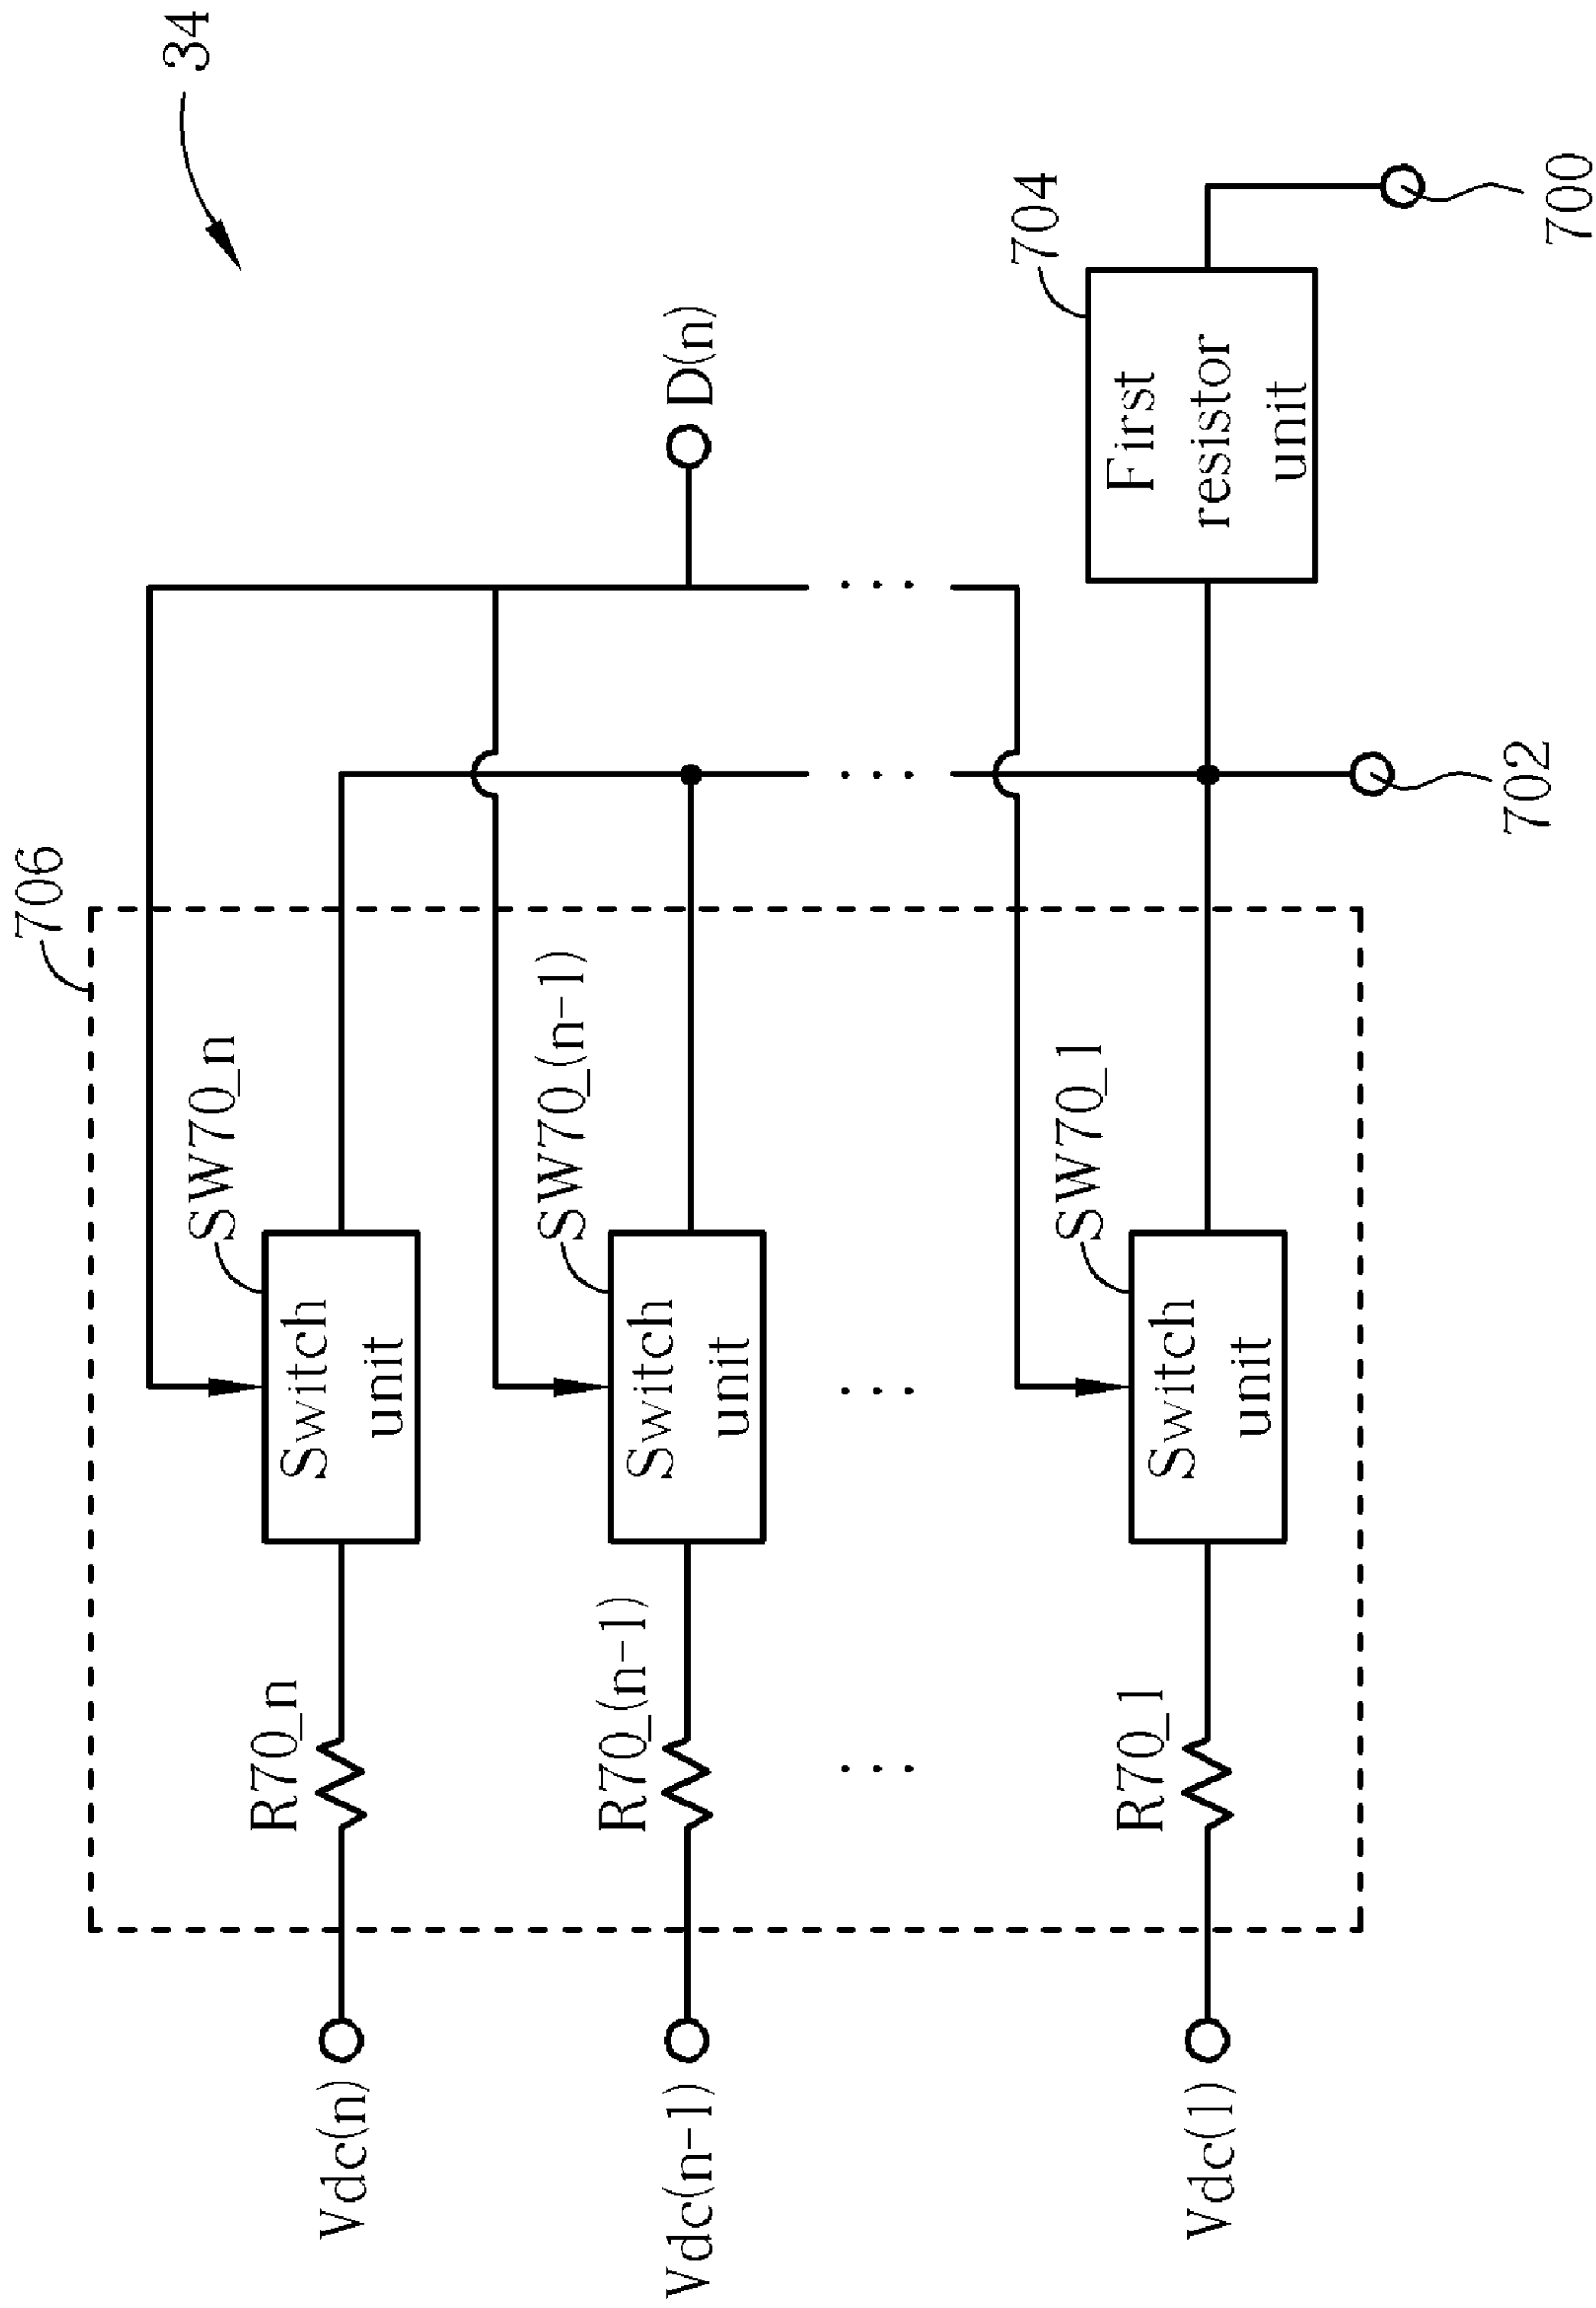 34
706
SW70_n
R70_n
Switch
unit
Vdc(n)
SW70_(n-1)
R70_(n-1)
Switch
unit
Vdc(n-1)
D(n)
SW70_1
R70_1
Switch
unit
Vdc(1)
704
First
resistor
unit
702
700